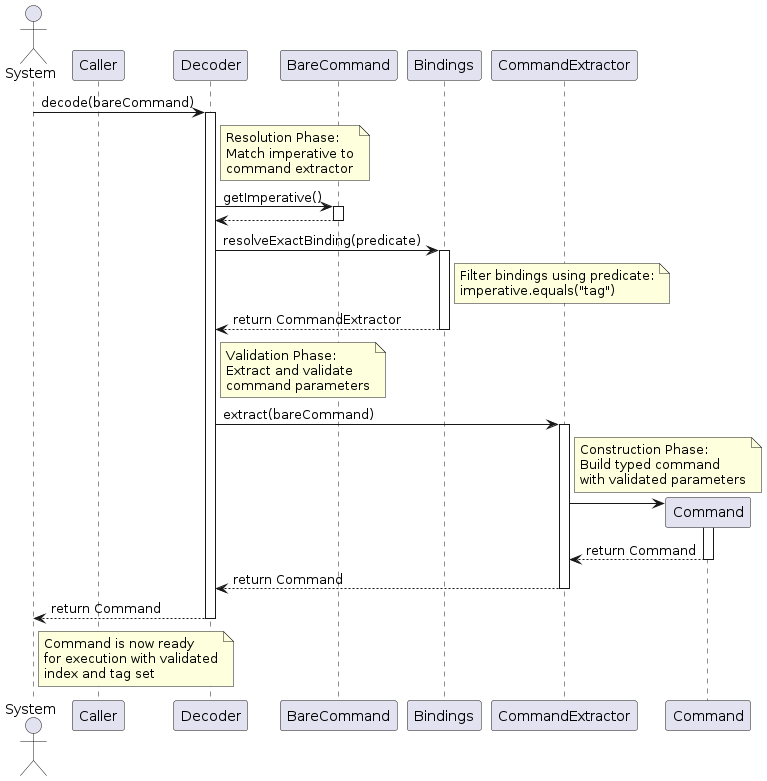 System
Caller
Decoder
BareCommand
Bindings
CommandExtractor
decode(bareCommand)
Resolution Phase:
Match imperative to
command extractor
getImperative()
resolveExactBinding(predicate)
Filter bindings using predicate:
imperative.equals("tag")
return CommandExtractor
Validation Phase:
Extract and validate
command parameters
extract(bareCommand)
Construction Phase:
Build typed command
with validated parameters
Command
return Command
return Command
return Command
Command is now ready
for execution with validated
index and tag set
System
Caller
Decoder
BareCommand
Bindings
CommandExtractor
Command